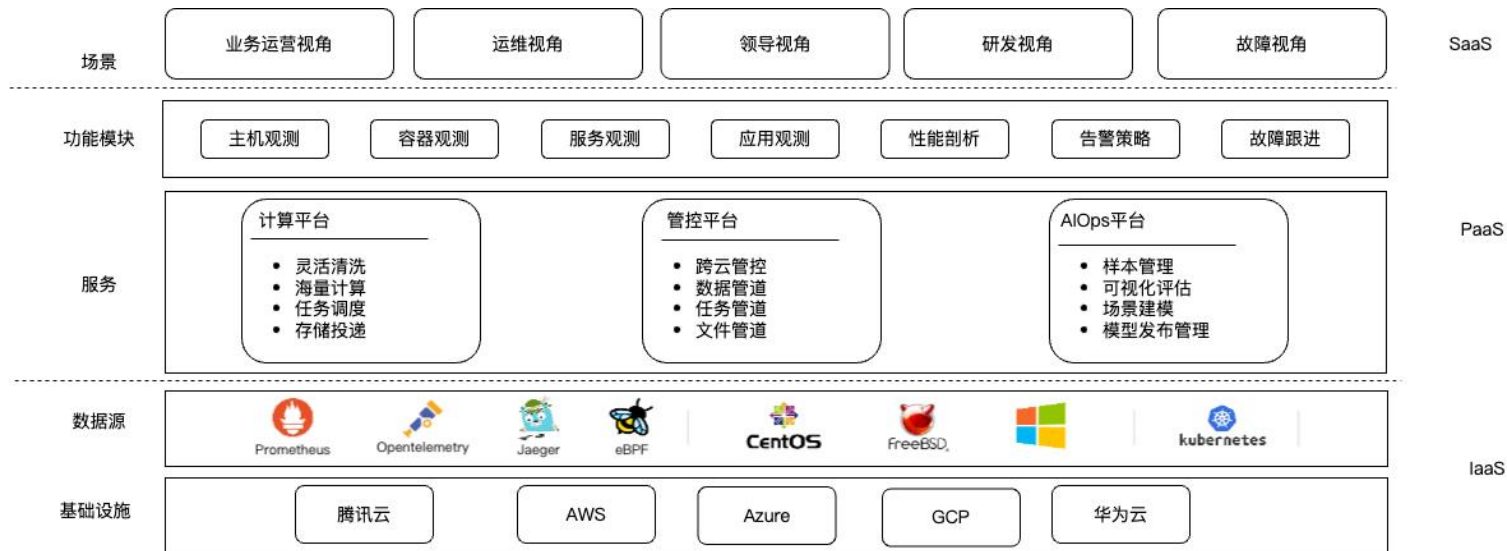 业务运营视角
运维视角
领导视角
研发视角
故障视角
SaaS
场景
功能模块
主机观测
容器观测
服务观测
应用观测
性能剖析
告警策略
故障跟进
计算平台
灵活清洗
海量计算
任务调度
存储投递
管控平台
跨云管控
数据管道
任务管道
文件管道
AIOps平台
样本管理
可视化评估
场景建模
模型发布管理
PaaS
服务
数据源
Prometheus
Opentelemetry
Jaeger
eBPF
CentOS
FreeBSD
kubernetes
IaaS
基础设施
腾讯云
AWS
Azure
GCP
华为云